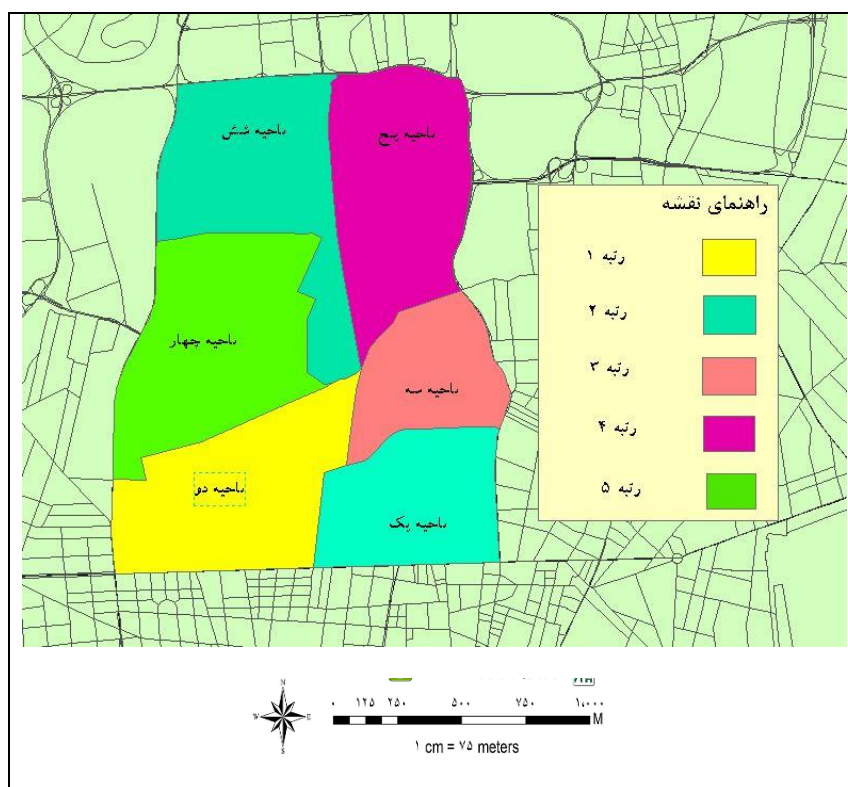 ناحیه شش
ناحیه پنج
راهنمای نقشه
رتبه ۱
رتبه ۲
رتبه ۳
رتبه ۴
رتبه ۵
ناحیه چهار
ناحیه سه
ناحیه دو
ناحیه یک
N
W E
S
۰ ۱۲۵ ۲۵۰ ۵۰۰ ۷۵۰ ۱،۰۰۰
M
۱ cm = ۷۵ meters